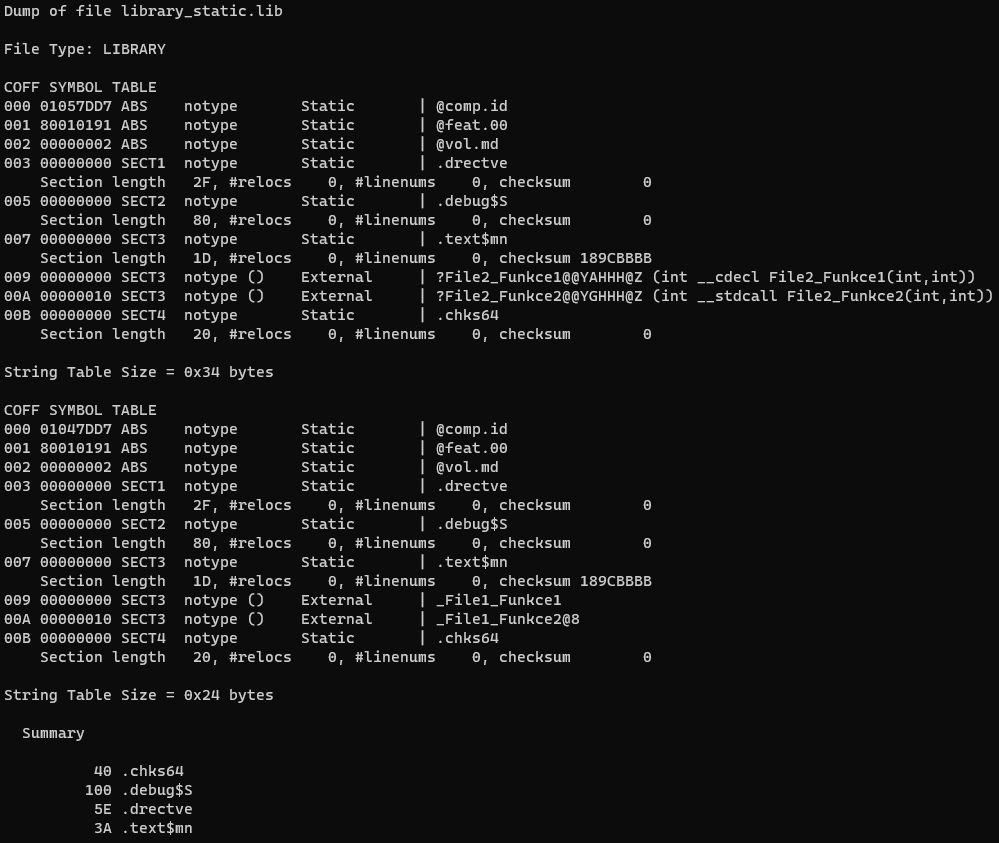 Dump of file library_static.lib

File Type: LIBRARY

COFF SYMBOL TABLE
000 01057DD7 ABS    notype       Static       | @comp.id
001 80010191 ABS    notype       Static       | @feat.00
002 00000002 ABS    notype       Static       | @vol.md
003 00000000 SECT1  notype       Static       | .drectve
    Section length   2F, #relocs    0, #linenums    0, checksum        0
005 00000000 SECT2  notype       Static       | .debug$S
    Section length   80, #relocs    0, #linenums    0, checksum        0
007 00000000 SECT3  notype       Static       | .text$mn
    Section length   1D, #relocs    0, #linenums    0, checksum 189CBBBB
009 00000000 SECT3  notype ()    External     | ?File2_Funkce1@@YAHHH@Z (int __cdecl File2_Funkce1(int,int))
00A 00000010 SECT3  notype ()    External     | ?File2_Funkce2@@YGHHH@Z (int __stdcall File2_Funkce2(int,int))
00B 00000000 SECT4  notype       Static       | .chks64
    Section length   20, #relocs    0, #linenums    0, checksum        0

String Table Size = 0x34 bytes

COFF SYMBOL TABLE
000 01047DD7 ABS    notype       Static       | @comp.id
001 80010191 ABS    notype       Static       | @feat.00
002 00000002 ABS    notype       Static       | @vol.md
003 00000000 SECT1  notype       Static       | .drectve
    Section length   2F, #relocs    0, #linenums    0, checksum        0
005 00000000 SECT2  notype       Static       | .debug$S
    Section length   80, #relocs    0, #linenums    0, checksum        0
007 00000000 SECT3  notype       Static       | .text$mn
    Section length   1D, #relocs    0, #linenums    0, checksum 189CBBBB
009 00000000 SECT3  notype ()    External     | _File1_Funkce1
00A 00000010 SECT3  notype ()    External     | _File1_Funkce2@8
00B 00000000 SECT4  notype       Static       | .chks64
    Section length   20, #relocs    0, #linenums    0, checksum        0

String Table Size = 0x24 bytes

  Summary

          40 .chks64
         100 .debug$S
          5E .drectve
          3A .text$mn